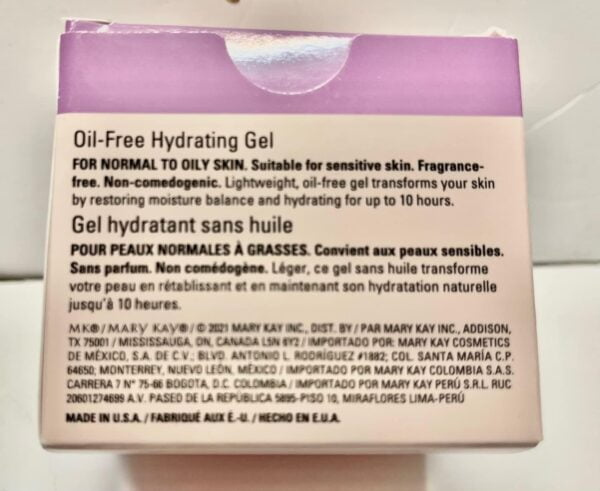 Oil-Free Hydrating Gel
FOR NORMAL TO OILY SKIN. Suitable for sensitive skin. Fragrance-
free. Non-comedogenic. Lightweight, oil-free gel transforms your skin
by restoring moisture balance and hydrating for up to 10 hours.
Gel hydratant sans huile
POUR PEAUX NORMALES À GRASSES. Convient aux peaux sensibles.
Sans parfum. Non comédogène. Léger, ce gel sans huile transforme
votre peau en rétablissant et en maintenant son hydratation naturelle
jusqu'à 10 heures.
MK®/MARY KAY®/© 2021 MARY KAY INC., DIST. BY / PAR MARY KAY INC., ADDISON,
TX 75001 / MISSISSAUGA, ON, CANADA L5N 6Y2 / IMPORTADO POR: MARY KAY COSMETICS
DE MÉXICO, S.A. DE C.V.; BLVD. ANTONIO L. RODRÍGUEZ #1882; COL. SANTA MARÍA C.P.
64650; MONTERREY, NUEVO LEÓN, MÉXICO / IMPORTADO POR MARY KAY COLOMBIA S.A.S.
CARRERA 7 Nº 75-66 BOGOTA, D.C. COLOMBIA / IMPORTADO POR MARY KAY PERÚ S.R.L. RUC
20601274699 A.V. PASEO DE LA REPÚBLICA 5895-PISO 10, MIRAFLORES LIMA-PERÚ
MADE IN U.S.A. / FABRIQUÉ AUX É.-U. / HECHO EN E.U.A.